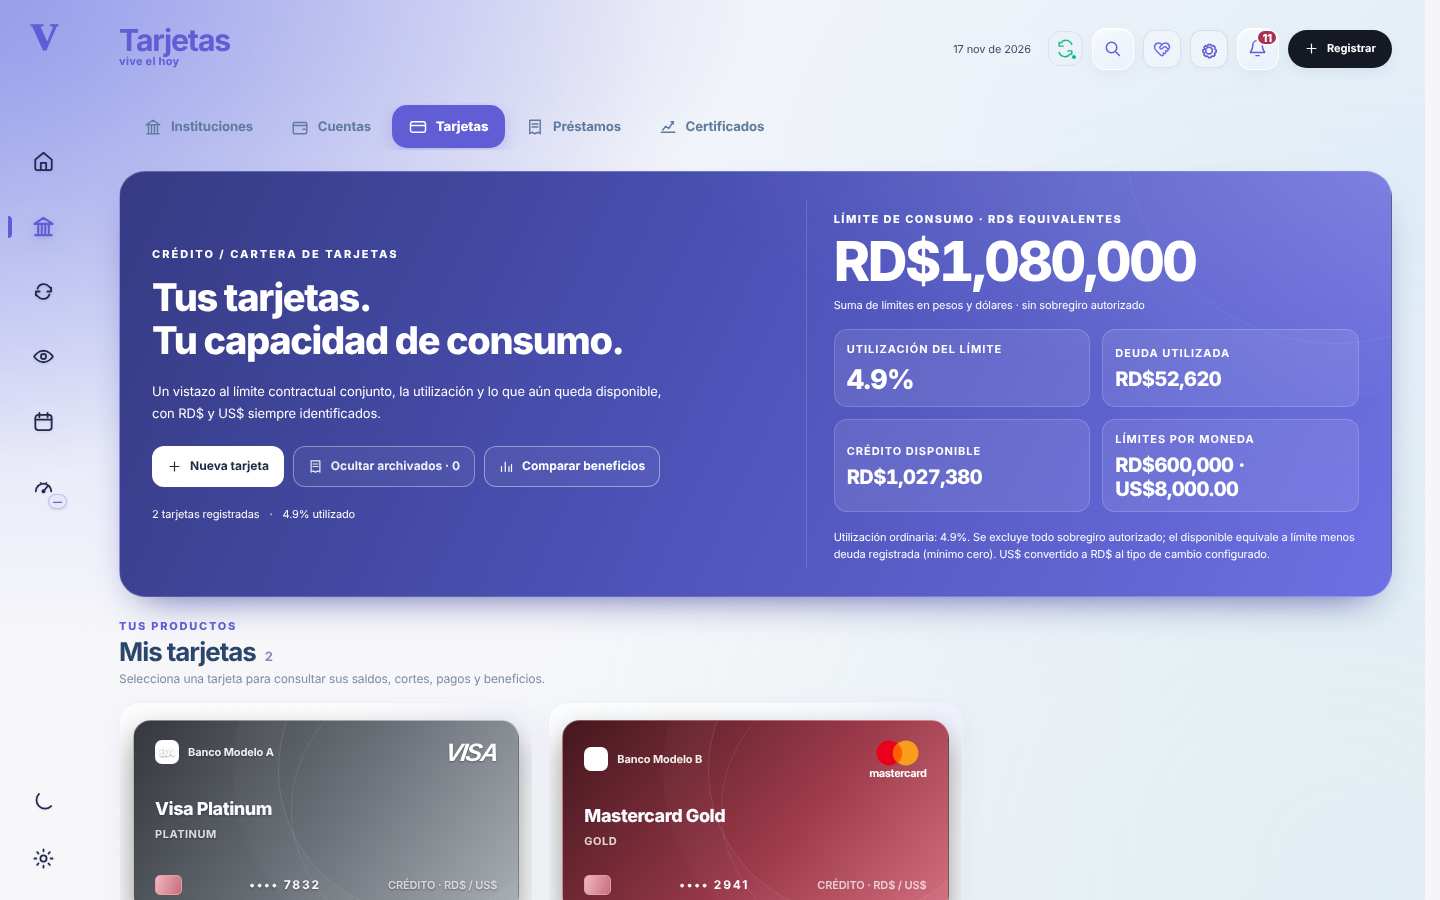 V
Tarjetas
vive el hoy
17 nov de 2026
11
Registrar
Instituciones
Cuentas
Tarjetas
Préstamos
Certificados
CRÉDITO / CARTERA DE TARJETAS
Tus tarjetas.
Tu capacidad de consumo.
Un vistazo al límite contractual conjunto, la utilización y lo que aún queda disponible,
con RD$ y US$ siempre identificados.
Nueva tarjeta
Ocultar archivados · 0
Comparar beneficios
2 tarjetas registradas · 4.9% utilizado
LÍMITE DE CONSUMO · RD$ EQUIVALENTES
RD$1,080,000
Suma de límites en pesos y dólares · sin sobregiro autorizado
UTILIZACIÓN DEL LÍMITE
4.9%
DEUDA UTILIZADA
RD$52,620
CRÉDITO DISPONIBLE
RD$1,027,380
LÍMITES POR MONEDA
RD$600,000 ·
US$8,000.00
Utilización ordinaria: 4.9%. Se excluye todo sobregiro autorizado; el disponible equivale a límite menos
deuda registrada (mínimo cero). US$ convertido a RD$ al tipo de cambio configurado.
TUS PRODUCTOS
Mis tarjetas 2
Selecciona una tarjeta para consultar sus saldos, cortes, pagos y beneficios.
Banco Modelo A
VISA
Visa Platinum
PLATINUM
•••• 7832
CRÉDITO · RD$ / US$
Banco Modelo B
mastercard
Mastercard Gold
GOLD
•••• 2941
CRÉDITO · RD$ / US$